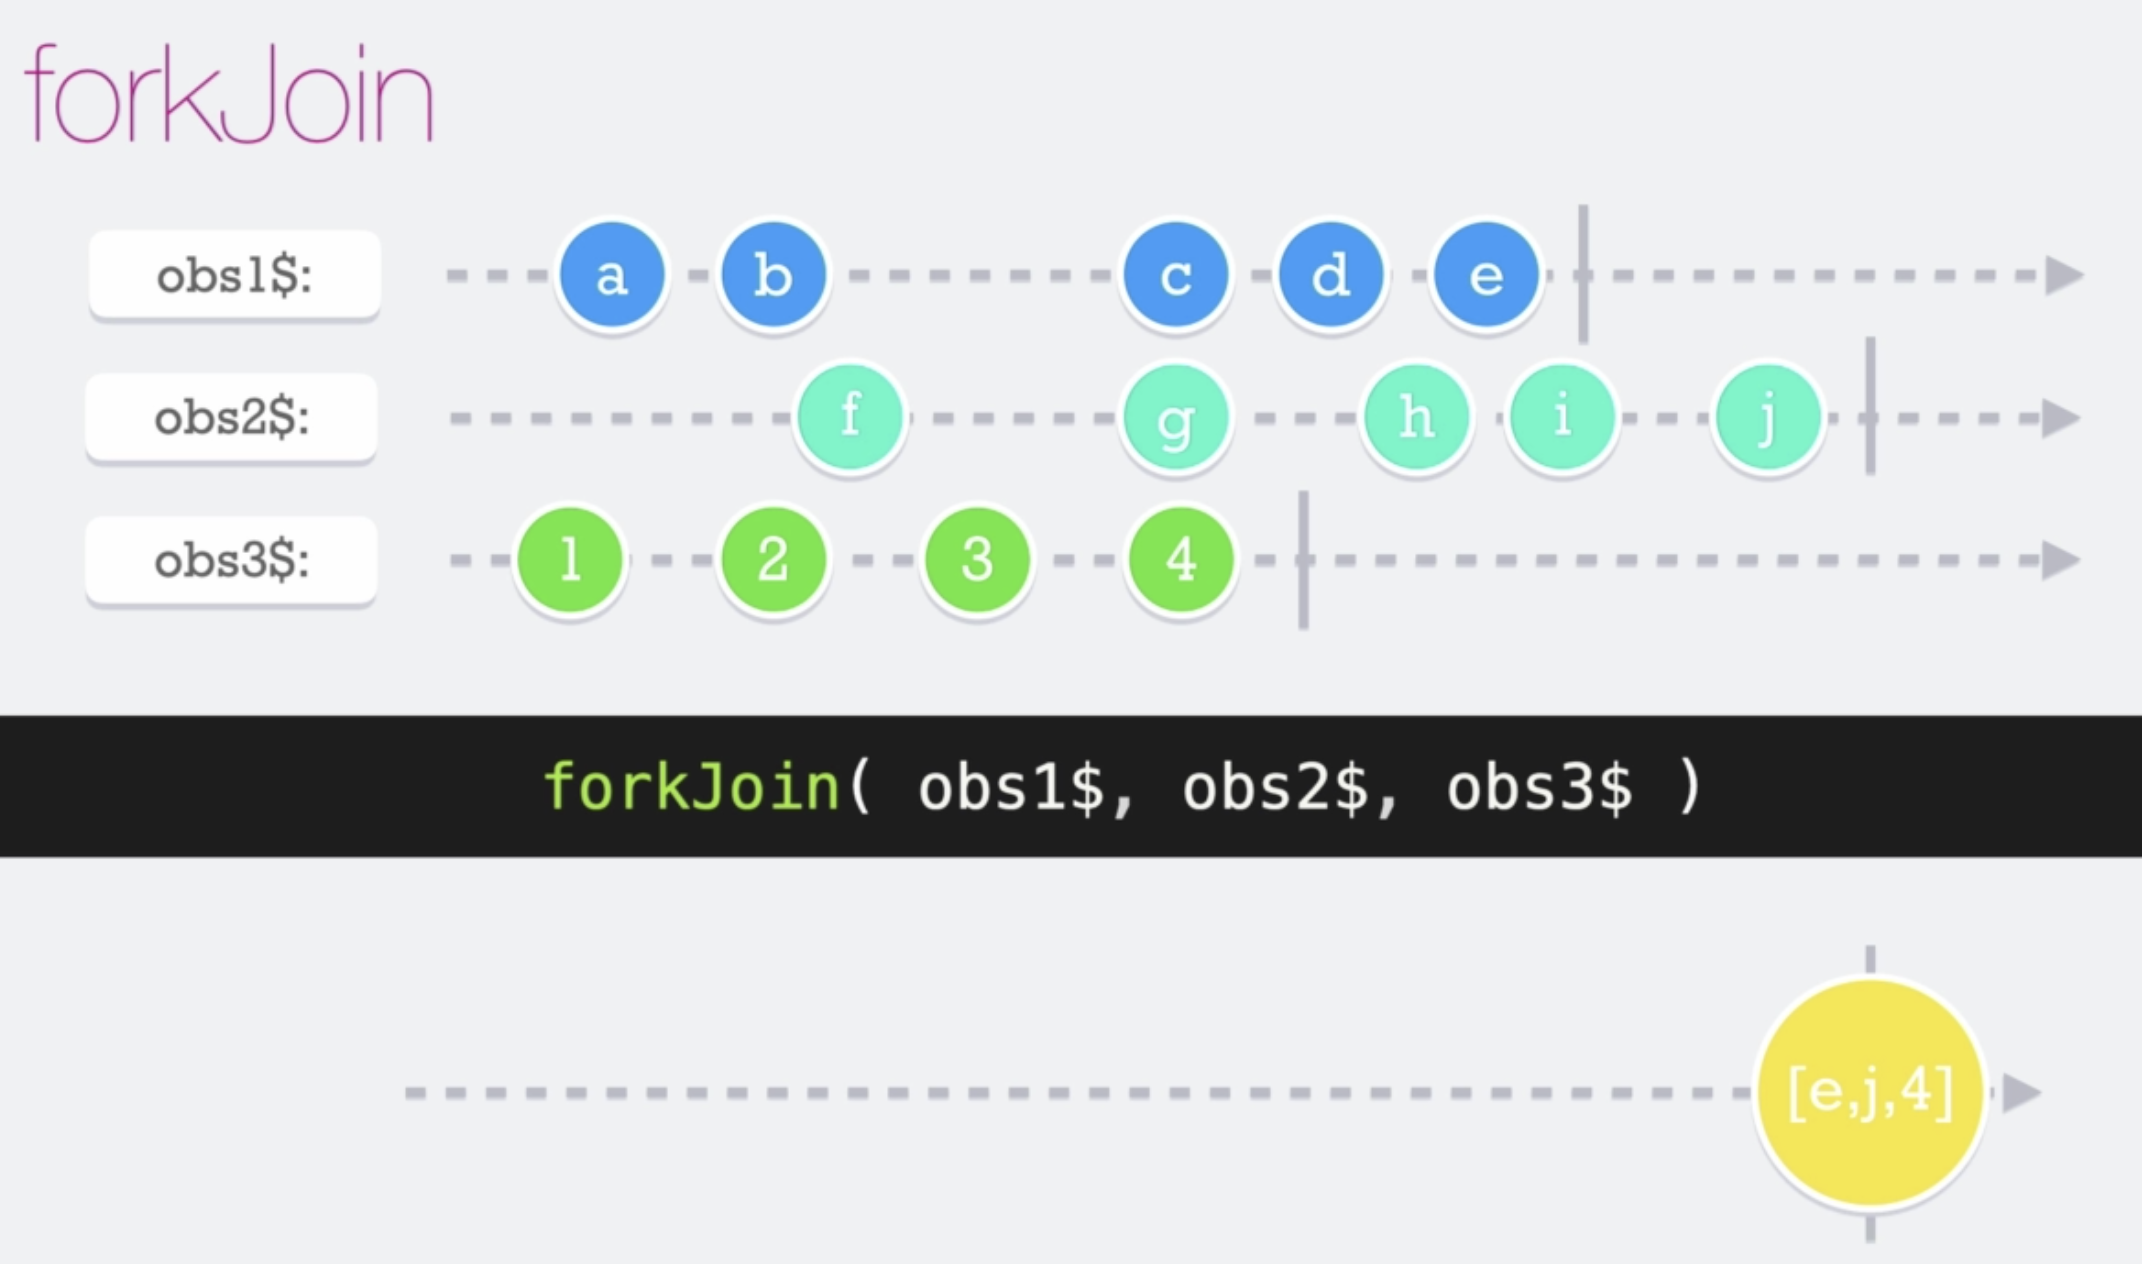 forkJoin
obs1$:
a b c d e
obs2$:
f g h i j
obs3$:
1 2 3 4
forkJoin( obs1$, obs2$, obs3$ )
[e,j,4]